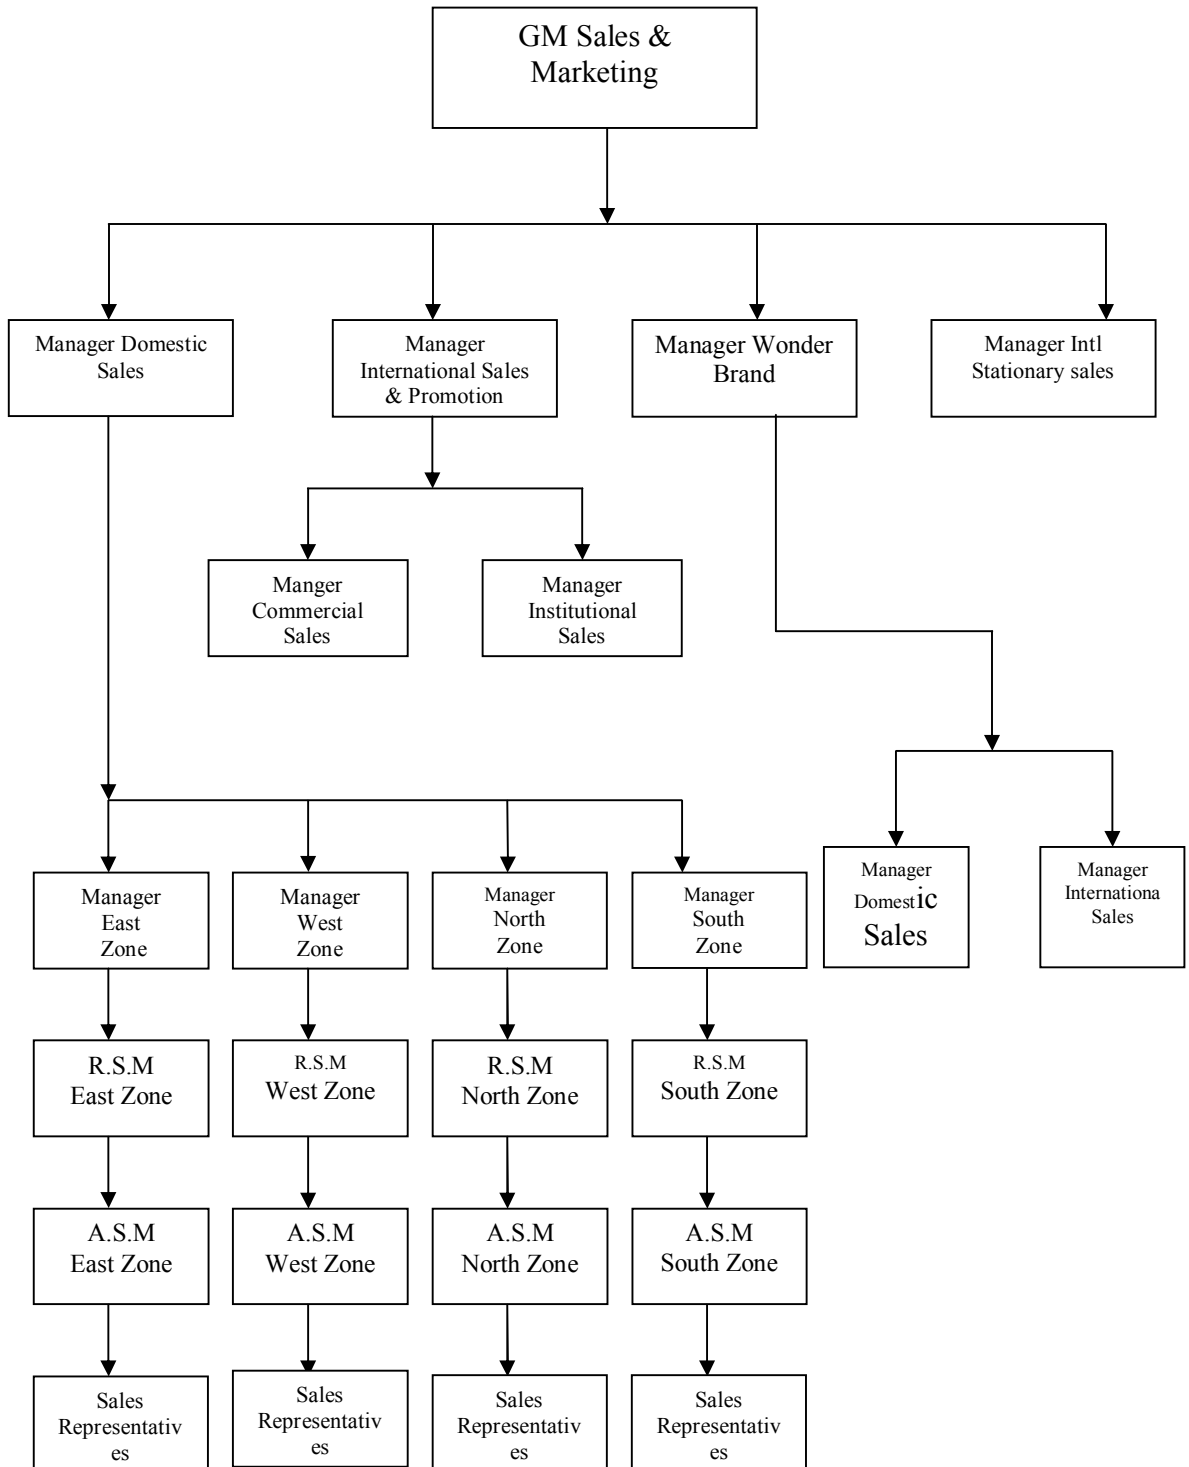 GM Sales &
Marketing
Manager Domestic
Sales
Manager
International Sales
& Promotion
Manager Wonder
Brand
Manager Intl
Stationary sales
Manger
Commercial
Sales
Manager
Institutional
Sales
Manager
East
Zone
Manager
West
Zone
Manager
North
Zone
Manager
South
Zone
Manager
Domestic
Sales
Manager
Internationa
Sales
R.S.M
East Zone
R.S.M
West Zone
R.S.M
North Zone
R.S.M
South Zone
A.S.M
East Zone
A.S.M
West Zone
A.S.M
North Zone
A.S.M
South Zone
Sales
Representativ
es
Sales
Representativ
es
Sales
Representativ
es
Sales
Representativ
es